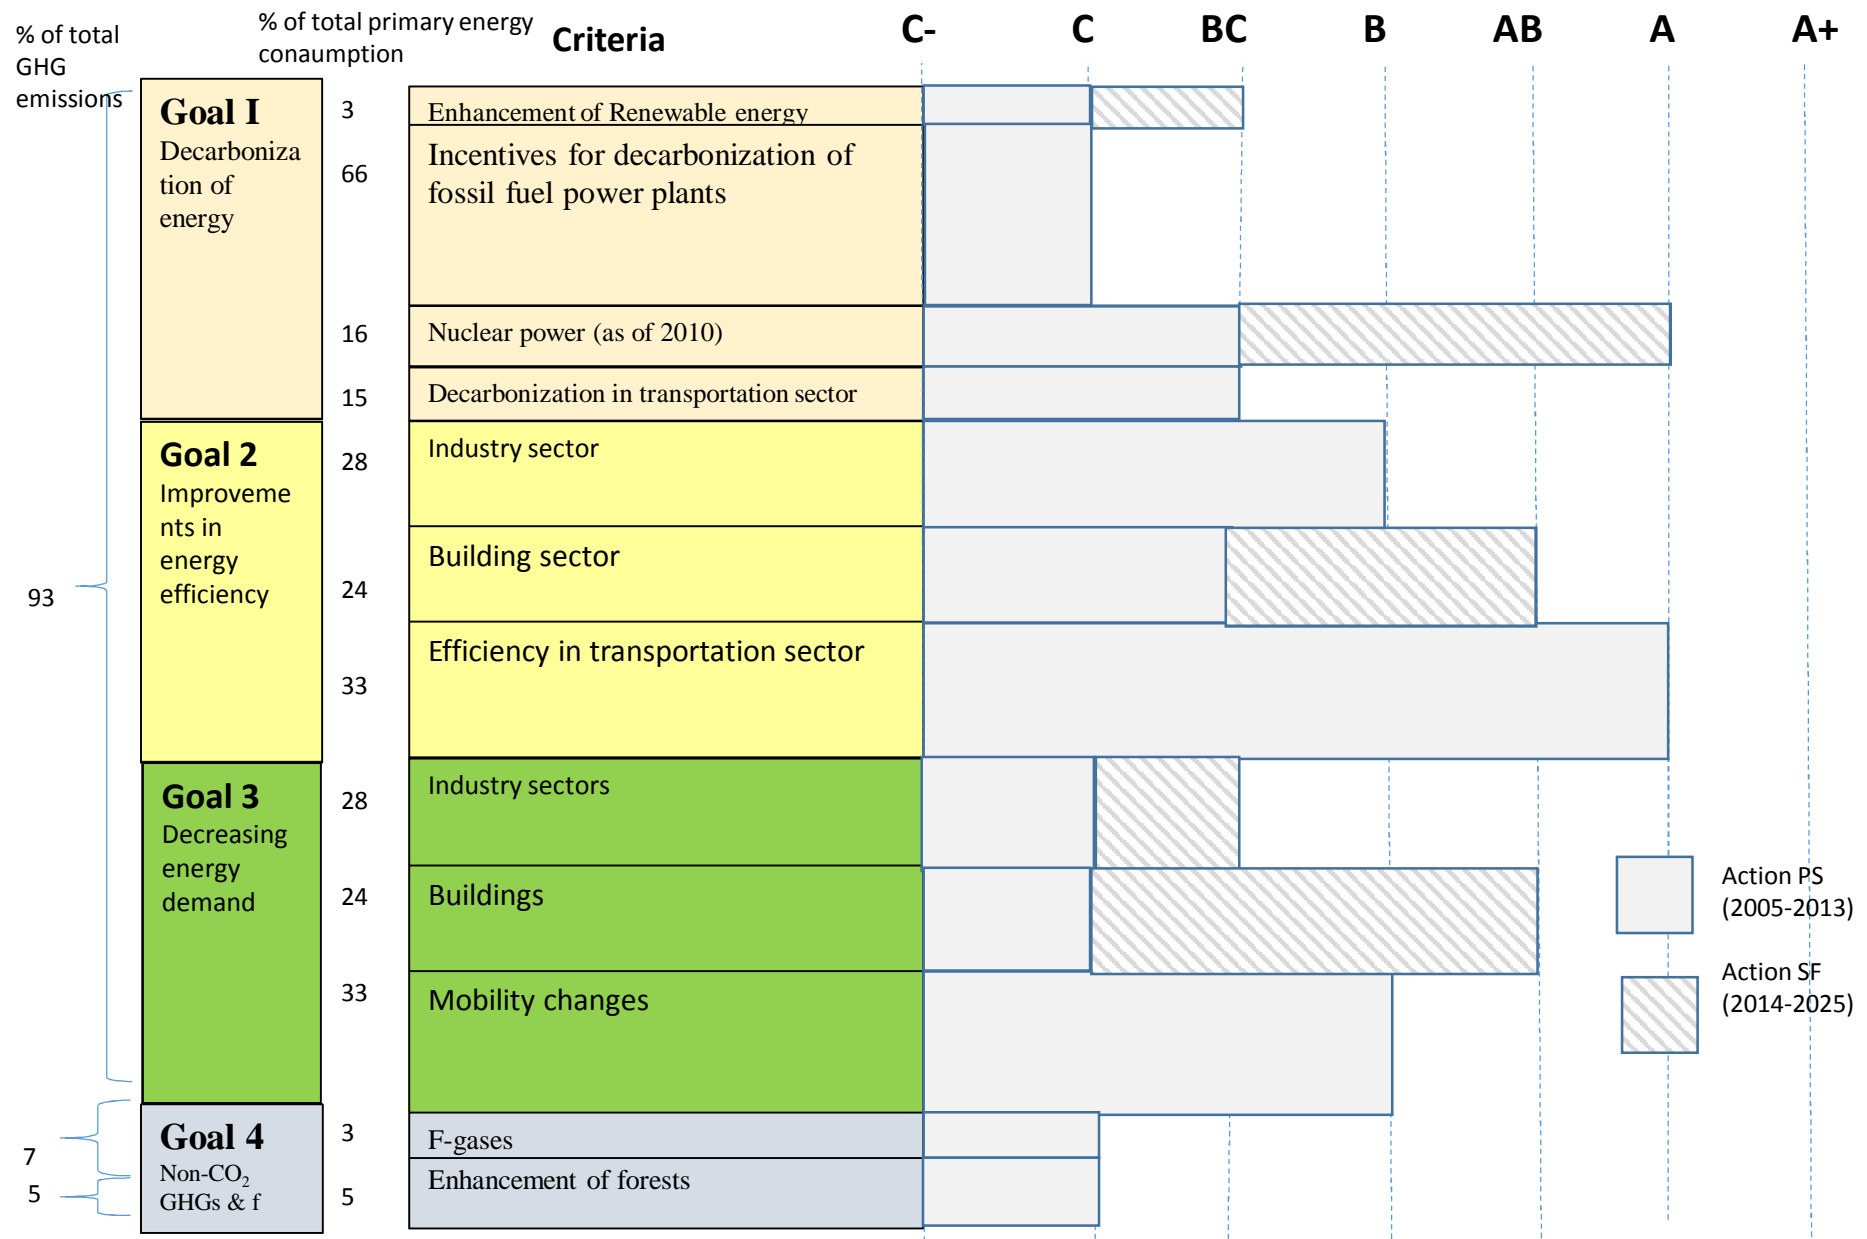 % of total
GHG
emissions
% of total primary energy
conaumption
Criteria
C-
C
BC
B
AB
A
A+
Goal I
Decarboniza
tion of
energy
3
Enhancement of Renewable energy
66
Incentives for decarbonization of
fossil fuel power plants
16
Nuclear power (as of 2010)
15
Decarbonization in transportation sector
93
Goal 2
Improveme
nts in
energy
efficiency
28
Industry sector
24
Building sector
33
Efficiency in transportation sector
Goal 3
Decreasing
energy
demand
28
Industry sectors
24
Buildings
33
Mobility changes
Action PS
(2005-2013)
Action SF
(2014-2025)
7
5
Goal 4
Non-CO₂
GHGs & f
3
F-gases
5
Enhancement of forests